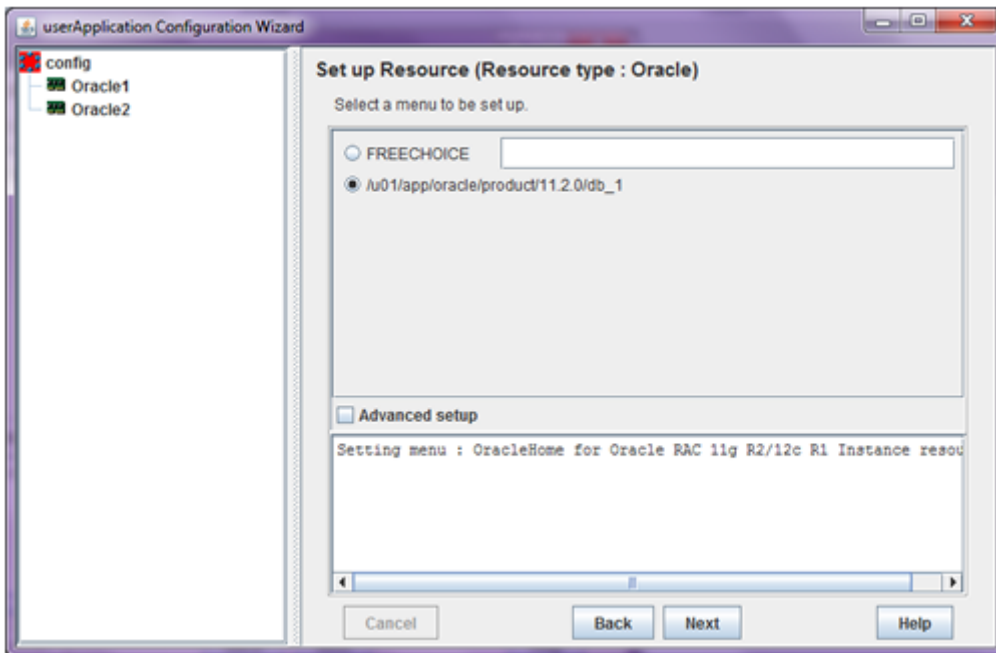 userApplication Configuration Wizard
config
Oracle1
Oracle2
Set up Resource (Resource type : Oracle)
Select a menu to be set up.
FREECHOICE
/u01/app/oracle/product/11.2.0/db_1
Advanced setup
Setting menu : OracleHome for Oracle RAC 11g R2/12c R1 Instance resou
Cancel
Back
Next
Help